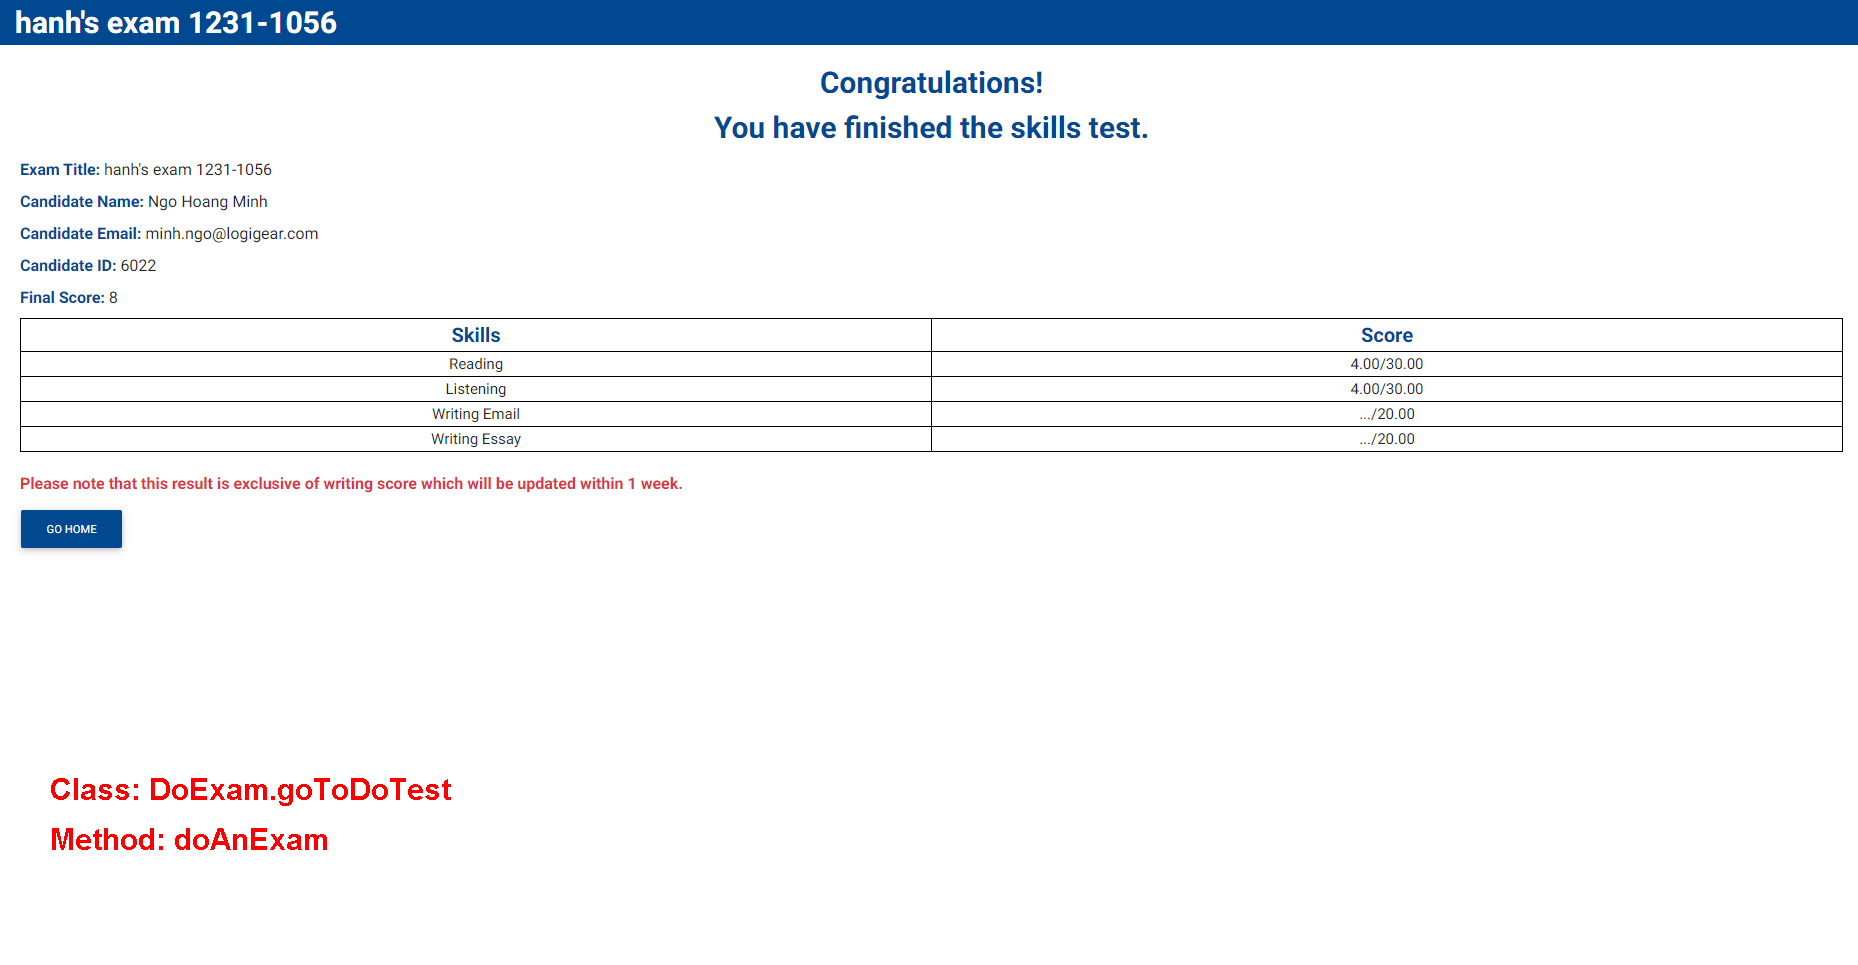 hanh's exam 1231-1056
Congratulations!
You have finished the skills test.
Exam Title: hanh's exam 1231-1056
Candidate Name: Ngo Hoang Minh
Candidate Email: minh.ngo@logigear.com
Candidate ID: 6022
Final Score: 8
Skills Score
Reading 4.00/30.00
Listening 4.00/30.00
Writing Email .../20.00
Writing Essay .../20.00
Please note that this result is exclusive of writing score which will be updated within 1 week.
GO HOME
Class: DoExam.goToDoTest
Method: doAnExam